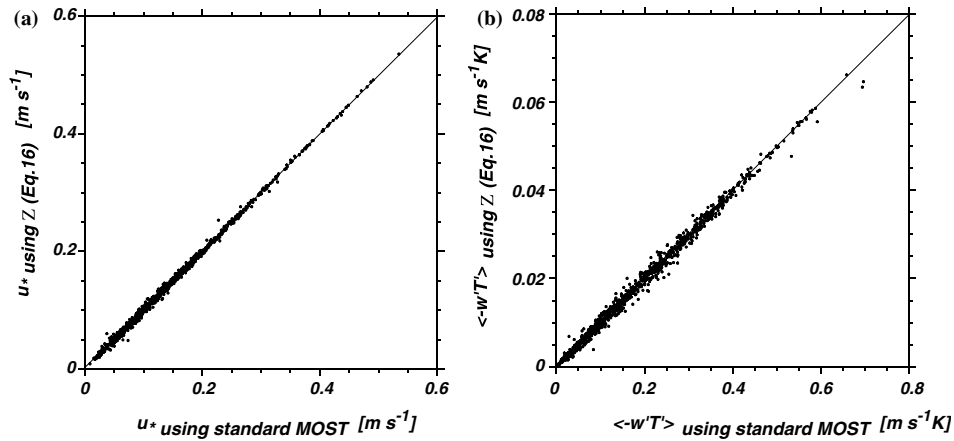 (a)
0.6
0.4
0.2
0
0 0.2 0.4 0.6
u* using Z (Eq.16) [m s⁻¹]
u* using standard MOST [m s⁻¹]
(b)
0.08
0.06
0.04
0.02
0
0 0.2 0.4 0.6 0.8
<-w'T'> using Z (Eq.16) [m s⁻¹K]
<-w'T'> using standard MOST [m s⁻¹K]